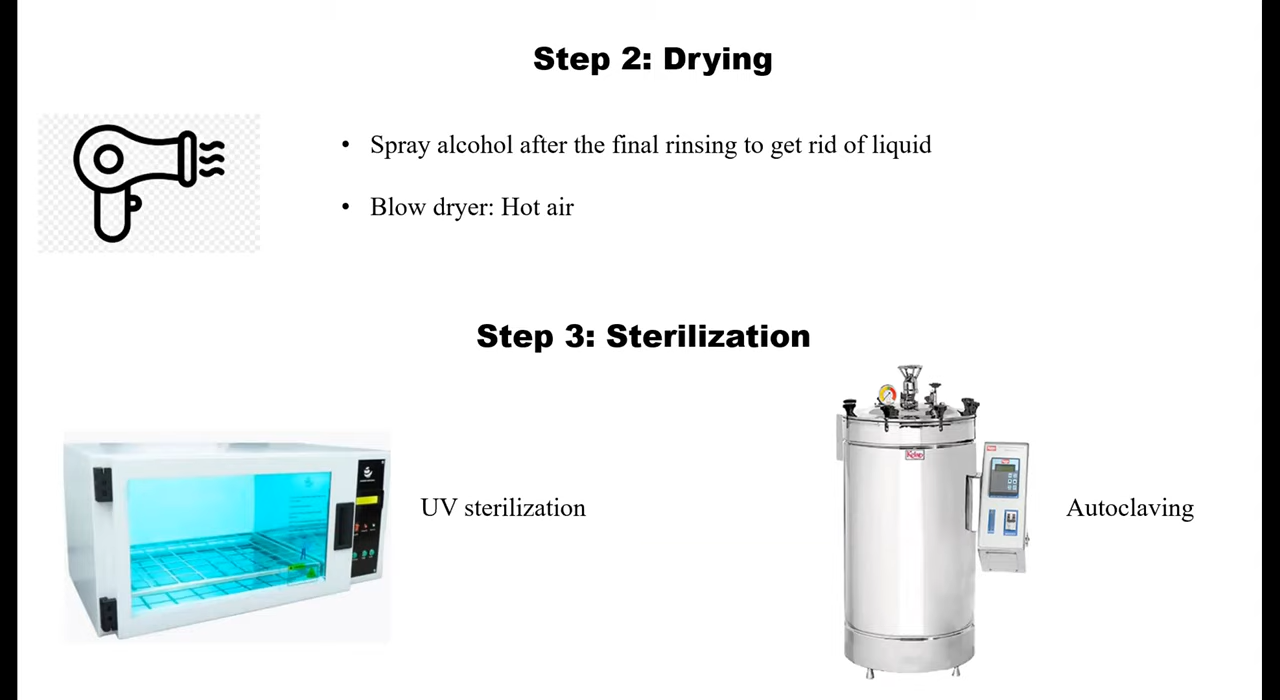 Step 2: Drying
• Spray alcohol after the final rinsing to get rid of liquid
• Blow dryer: Hot air
Step 3: Sterilization
UV sterilization
Autoclaving